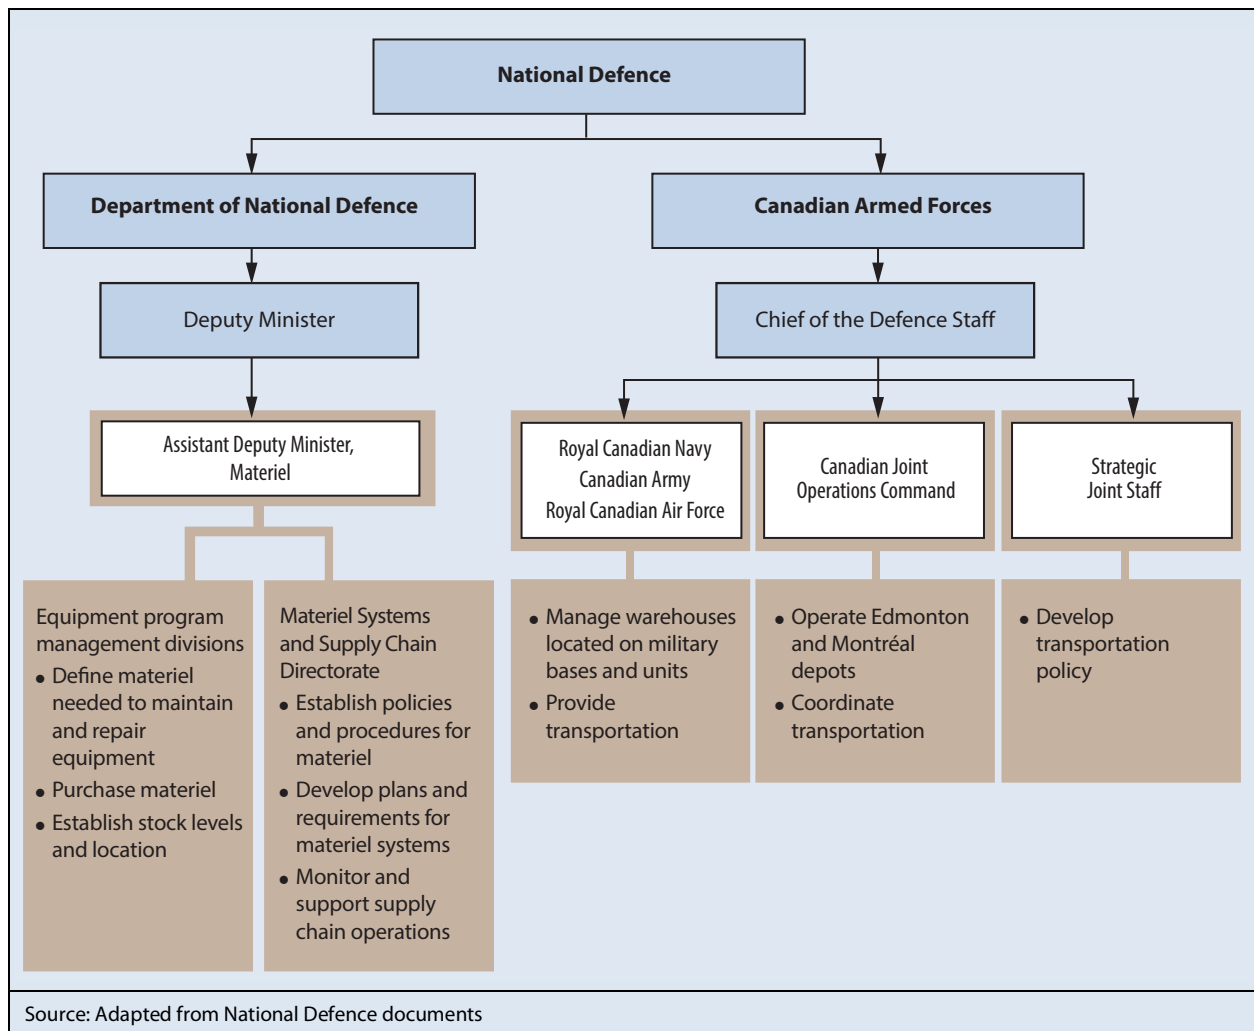 National Defence
Department of National Defence
Canadian Armed Forces
Deputy Minister
Chief of the Defence Staff
Assistant Deputy Minister,
Materiel
Royal Canadian Navy
Canadian Army
Royal Canadian Air Force
Canadian Joint
Operations Command
Strategic
Joint Staff
Equipment program
management divisions
• Define materiel
needed to maintain
and repair
equipment
• Purchase materiel
• Establish stock levels
and location
Materiel Systems
and Supply Chain
Directorate
• Establish policies
and procedures for
materiel
• Develop plans and
requirements for
materiel systems
• Monitor and
support supply
chain operations
• Manage warehouses
located on military
bases and units
• Provide
transportation
• Operate Edmonton
and Montréal
depots
• Coordinate
transportation
• Develop
transportation
policy
Source: Adapted from National Defence documents